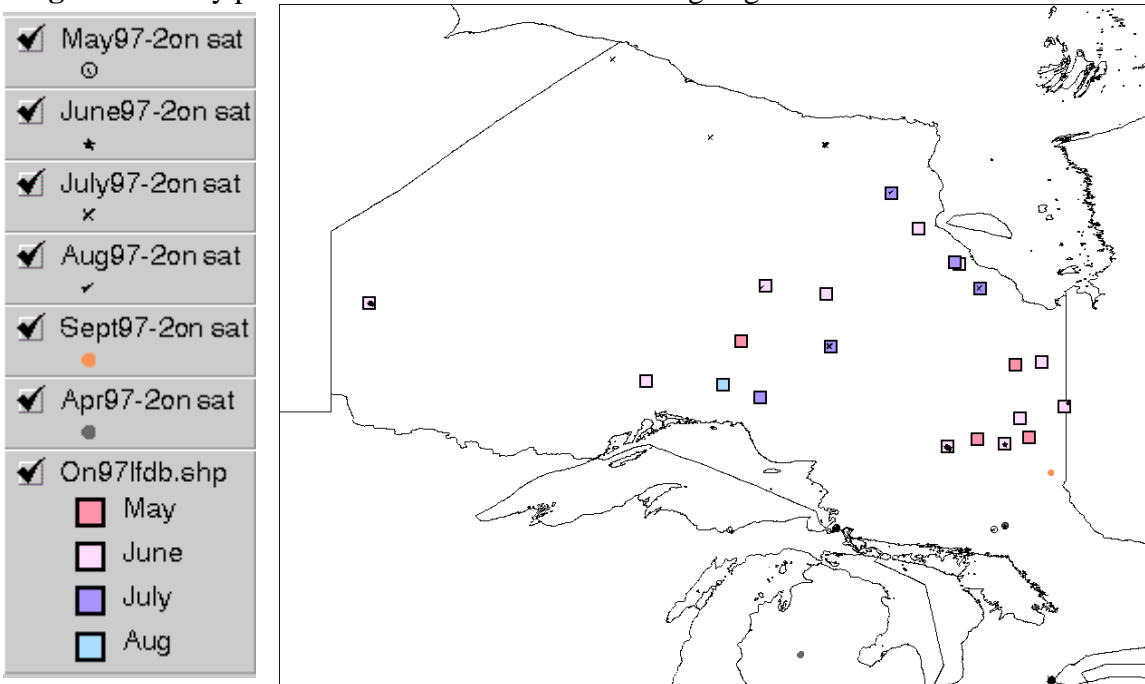 May97-2on sat
June97-2on sat
July97-2on sat
Aug97-2on sat
Sept97-2on sat
Apr97-2on sat
On97lfdb.shp
May
June
July
Aug